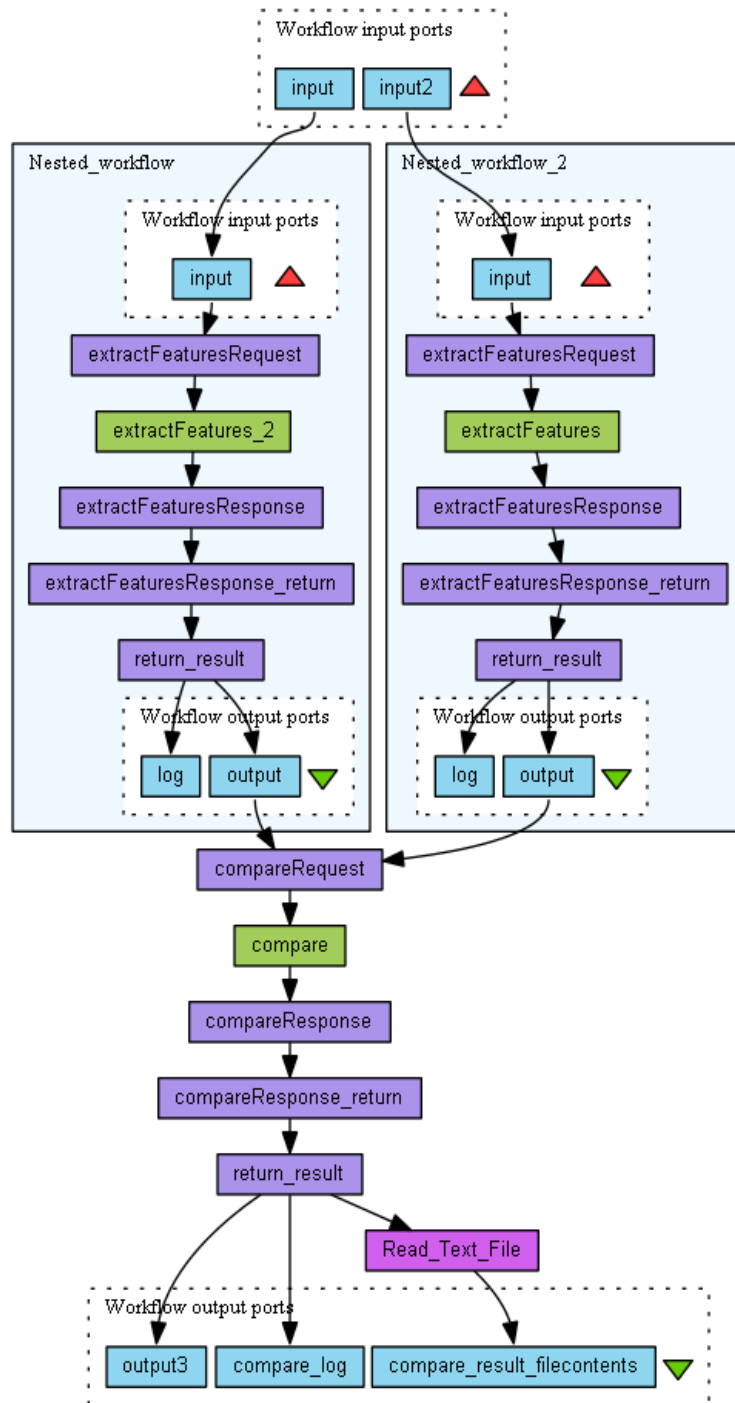 Workflow input ports
input
input2
Nested_workflow
Nested_workflow_2
Workflow input ports
input
Workflow input ports
input
extractFeaturesRequest
extractFeaturesRequest
extractFeatures_2
extractFeatures
extractFeaturesResponse
extractFeaturesResponse
extractFeaturesResponse_return
extractFeaturesResponse_return
return_result
return_result
Workflow output ports
log
output
Workflow output ports
log
output
compareRequest
compare
compareResponse
compareResponse_return
return_result
Read_Text_File
Workflow output ports
output3
compare_log
compare_result_filecontents